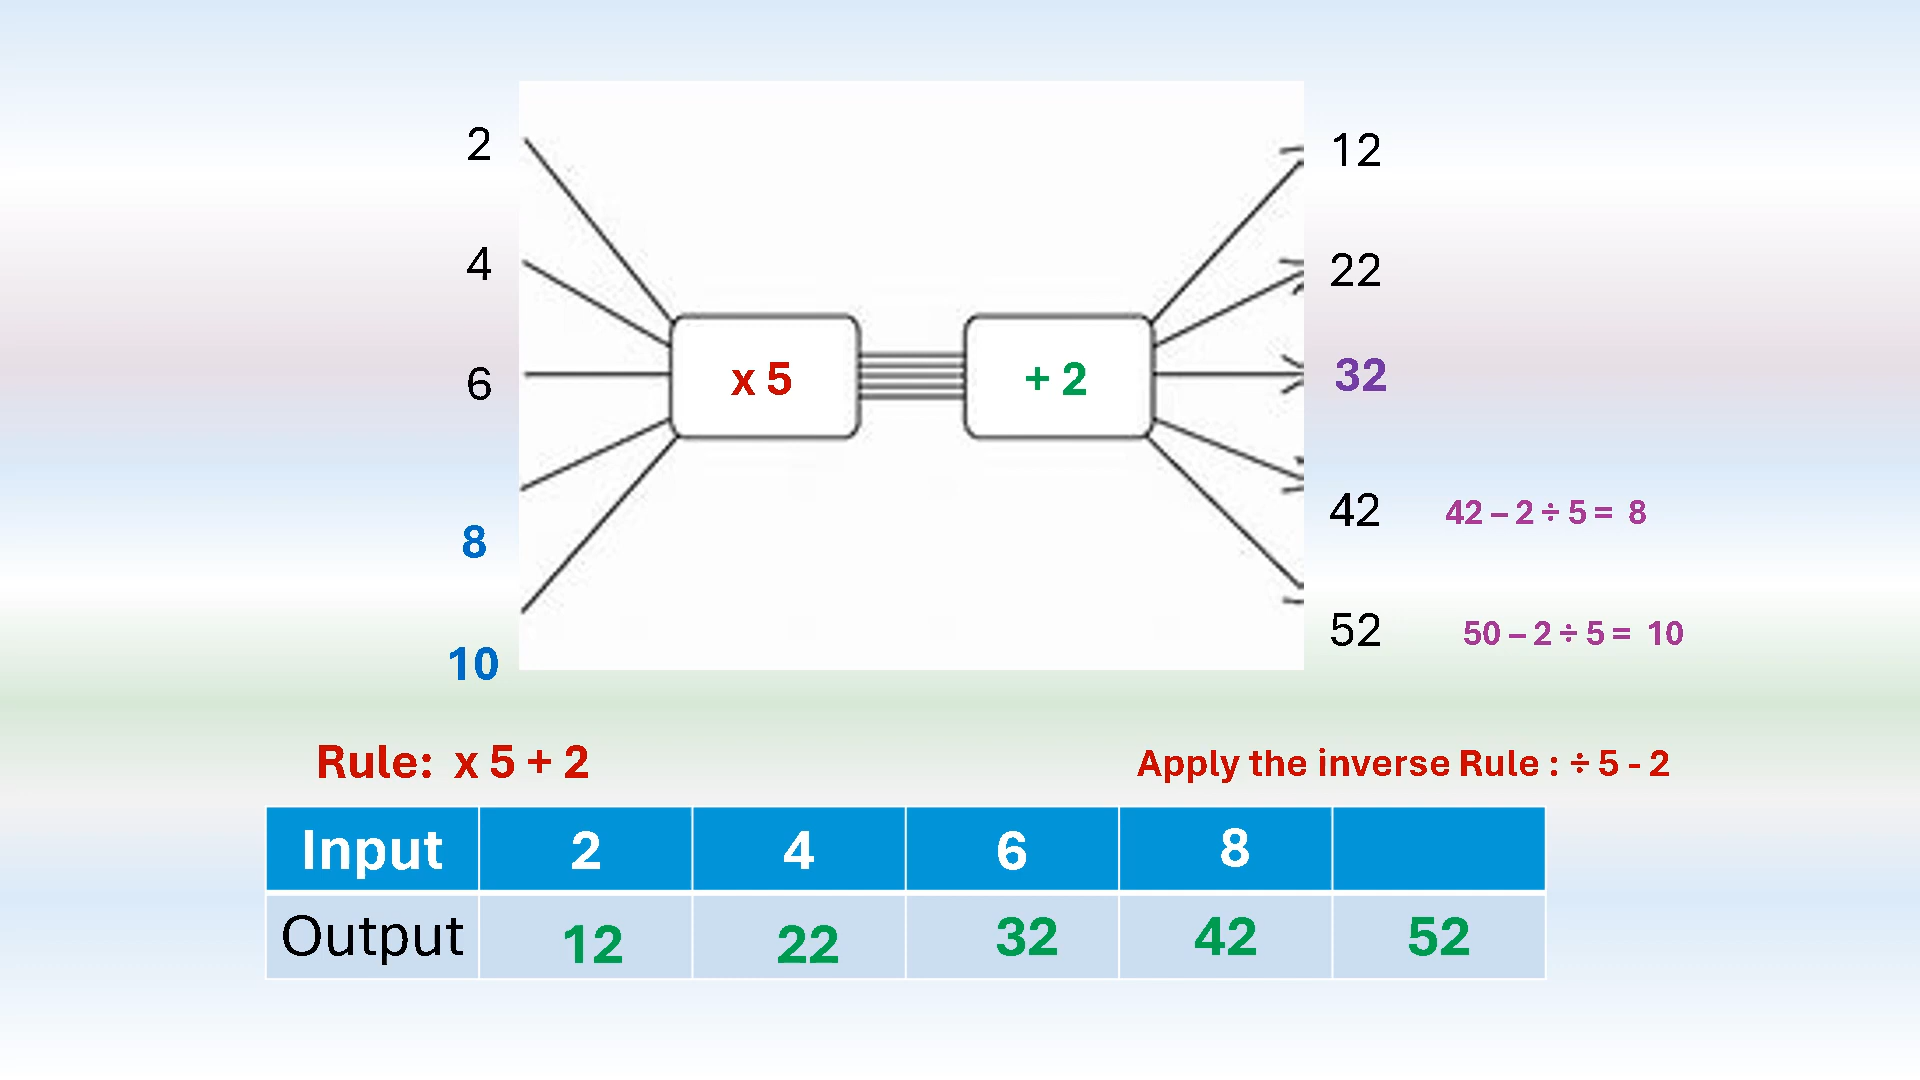 2
12
4
22
6
x 5
+ 2
32
8
42
42 – 2 ÷ 5 = 8
10
52
50 – 2 ÷ 5 = 10
Rule: x 5 + 2
Apply the inverse Rule : ÷ 5 - 2
Input 2 4 6 8
Output 12 22 32 42 52